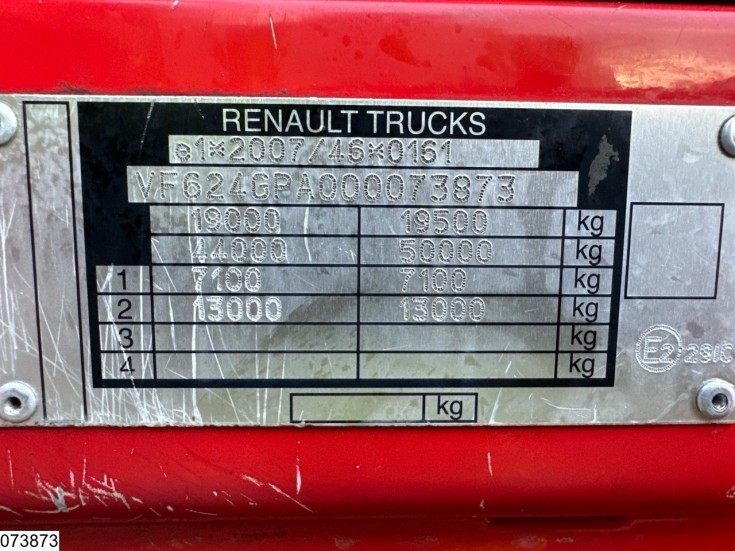 RENAULT TRUCKS
e1*2007/46*0161
VF624GPA000073873
19000 19500 kg
44000 50000 kg
1 7100 7100 kg
2 13000 13000 kg
3 kg
4 kg
kg
E2
073873